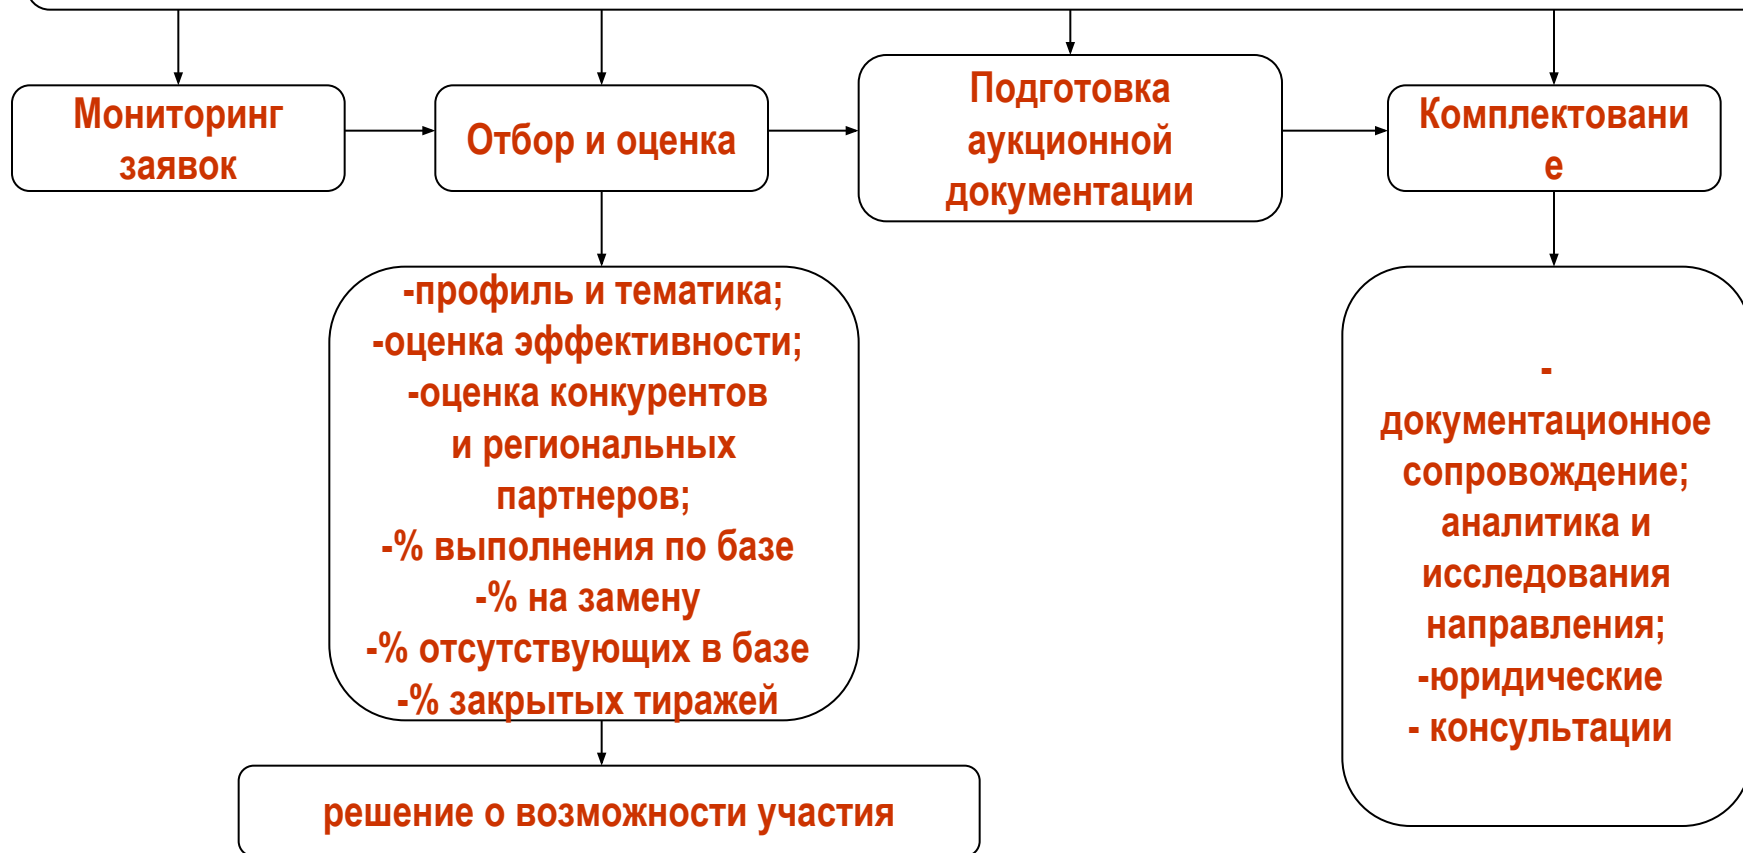 Мониторинг
заявок
Отбор и оценка
Подготовка
аукционной
документации
Комплектовани
е
-профиль и тематика;
-оценка эффективности;
-оценка конкурентов
и региональных
партнеров;
-% выполнения по базе
-% на замену
-% отсутствующих в базе
-% закрытых тиражей
-
документационное
сопровождение;
аналитика и
исследования
направления;
-юридические
- консультации
решение о возможности участия